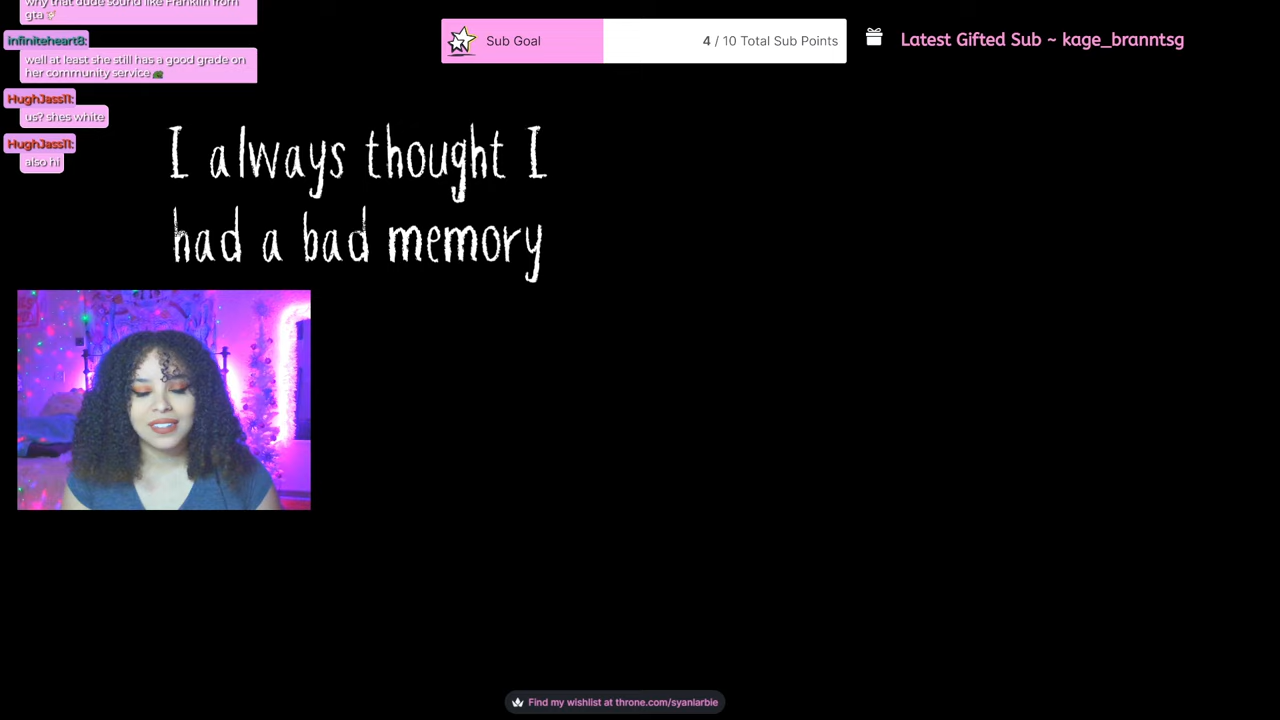 why that dude sound like Franklin from
gta
infiniteheart8:
well at least she still has a good grade on
her community service
HughJass11:
us? shes white
HughJass11:
also hi
Sub Goal
4 / 10 Total Sub Points
Latest Gifted Sub ~ kage_branntsg
I always thought I
had a bad memory
Find my wishlist at throne.com/syanlarbie